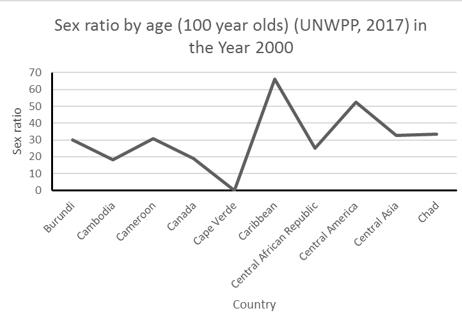 Sex ratio by age (100 year olds) (UNWPP, 2017) in
the Year 2000
70
60
50
40
30
20
10
0
Sex ratio
Burundi
Cambodia
Cameroon
Canada
Cape Verde
Caribbean
Central African Republic
Central America
Central Asia
Chad
Country